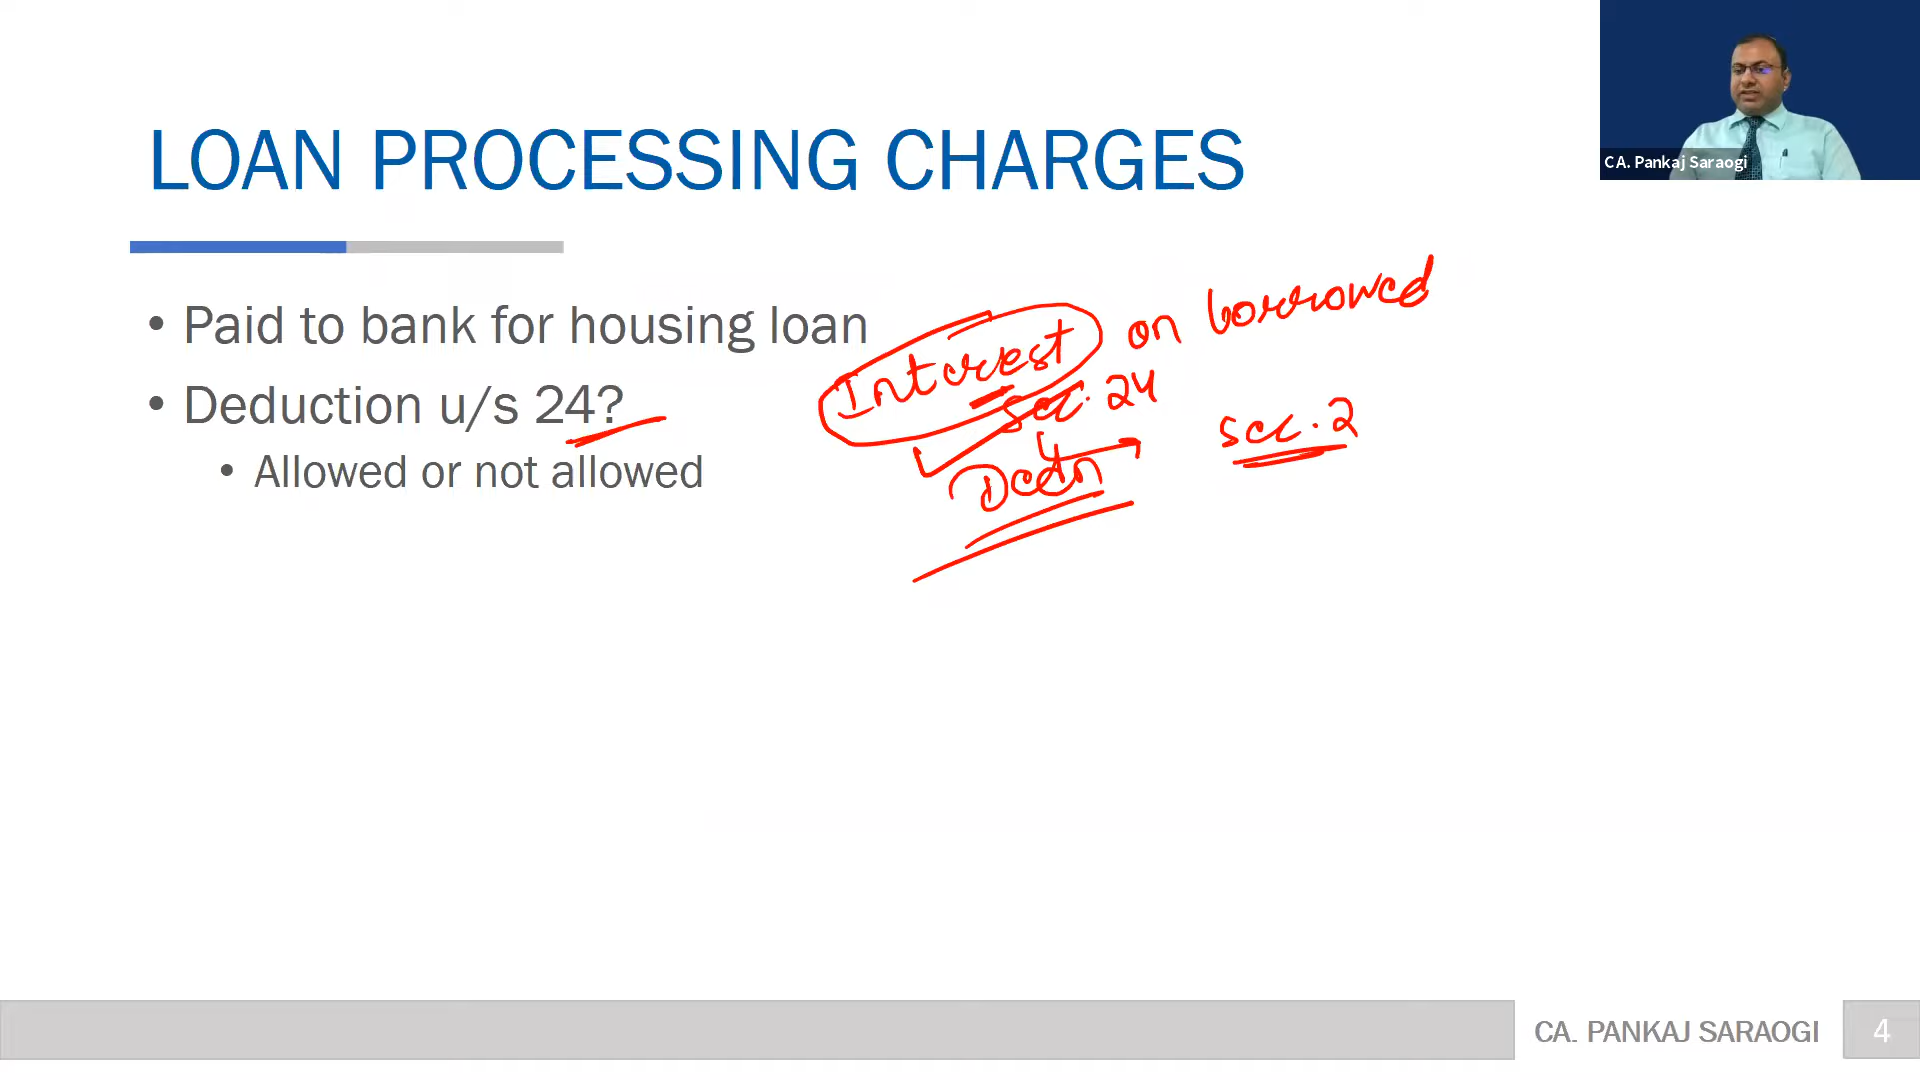 CA. Pankaj Saraogi
LOAN PROCESSING CHARGES
• Paid to bank for housing loan
• Deduction u/s 24?
• Allowed or not allowed
Interest on borrowed
Sec. 24
Sec. 2
Dedn
CA. PANKAJ SARAOGI
4